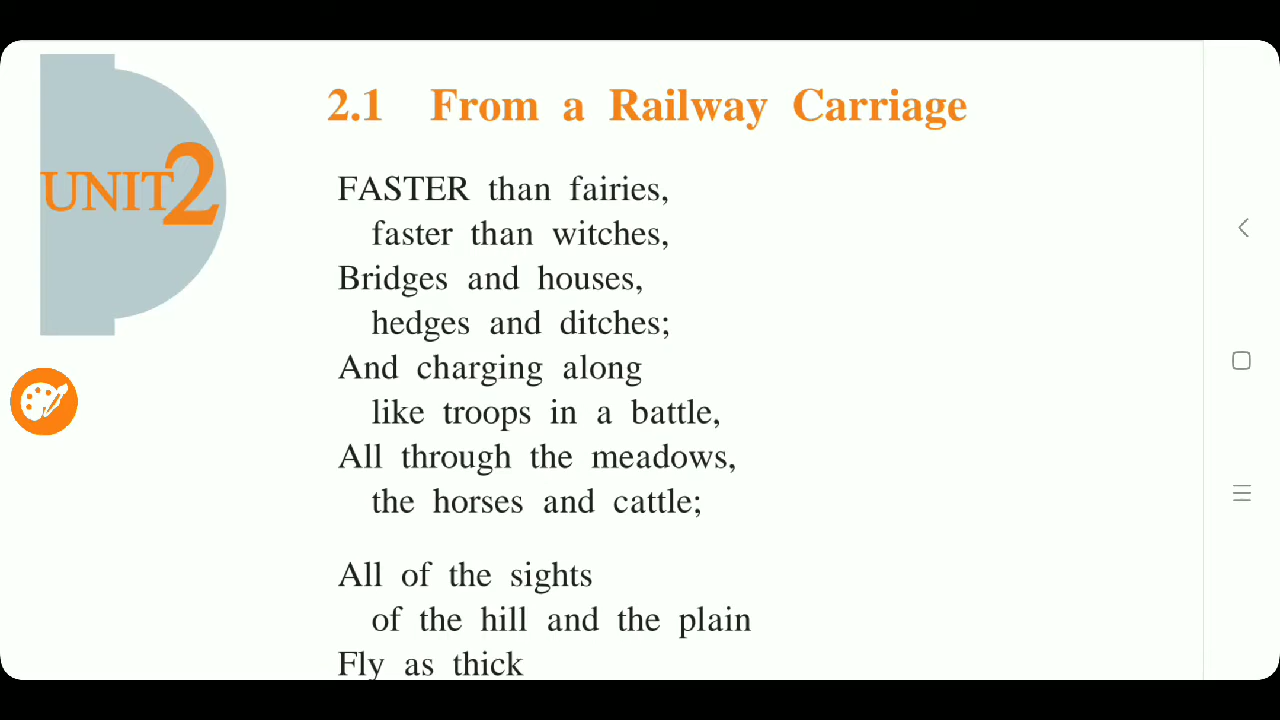 UNIT 2
2.1 From a Railway Carriage
FASTER than fairies,
faster than witches,
Bridges and houses,
hedges and ditches;
And charging along
like troops in a battle,
All through the meadows,
the horses and cattle;
All of the sights
of the hill and the plain
Fly as thick